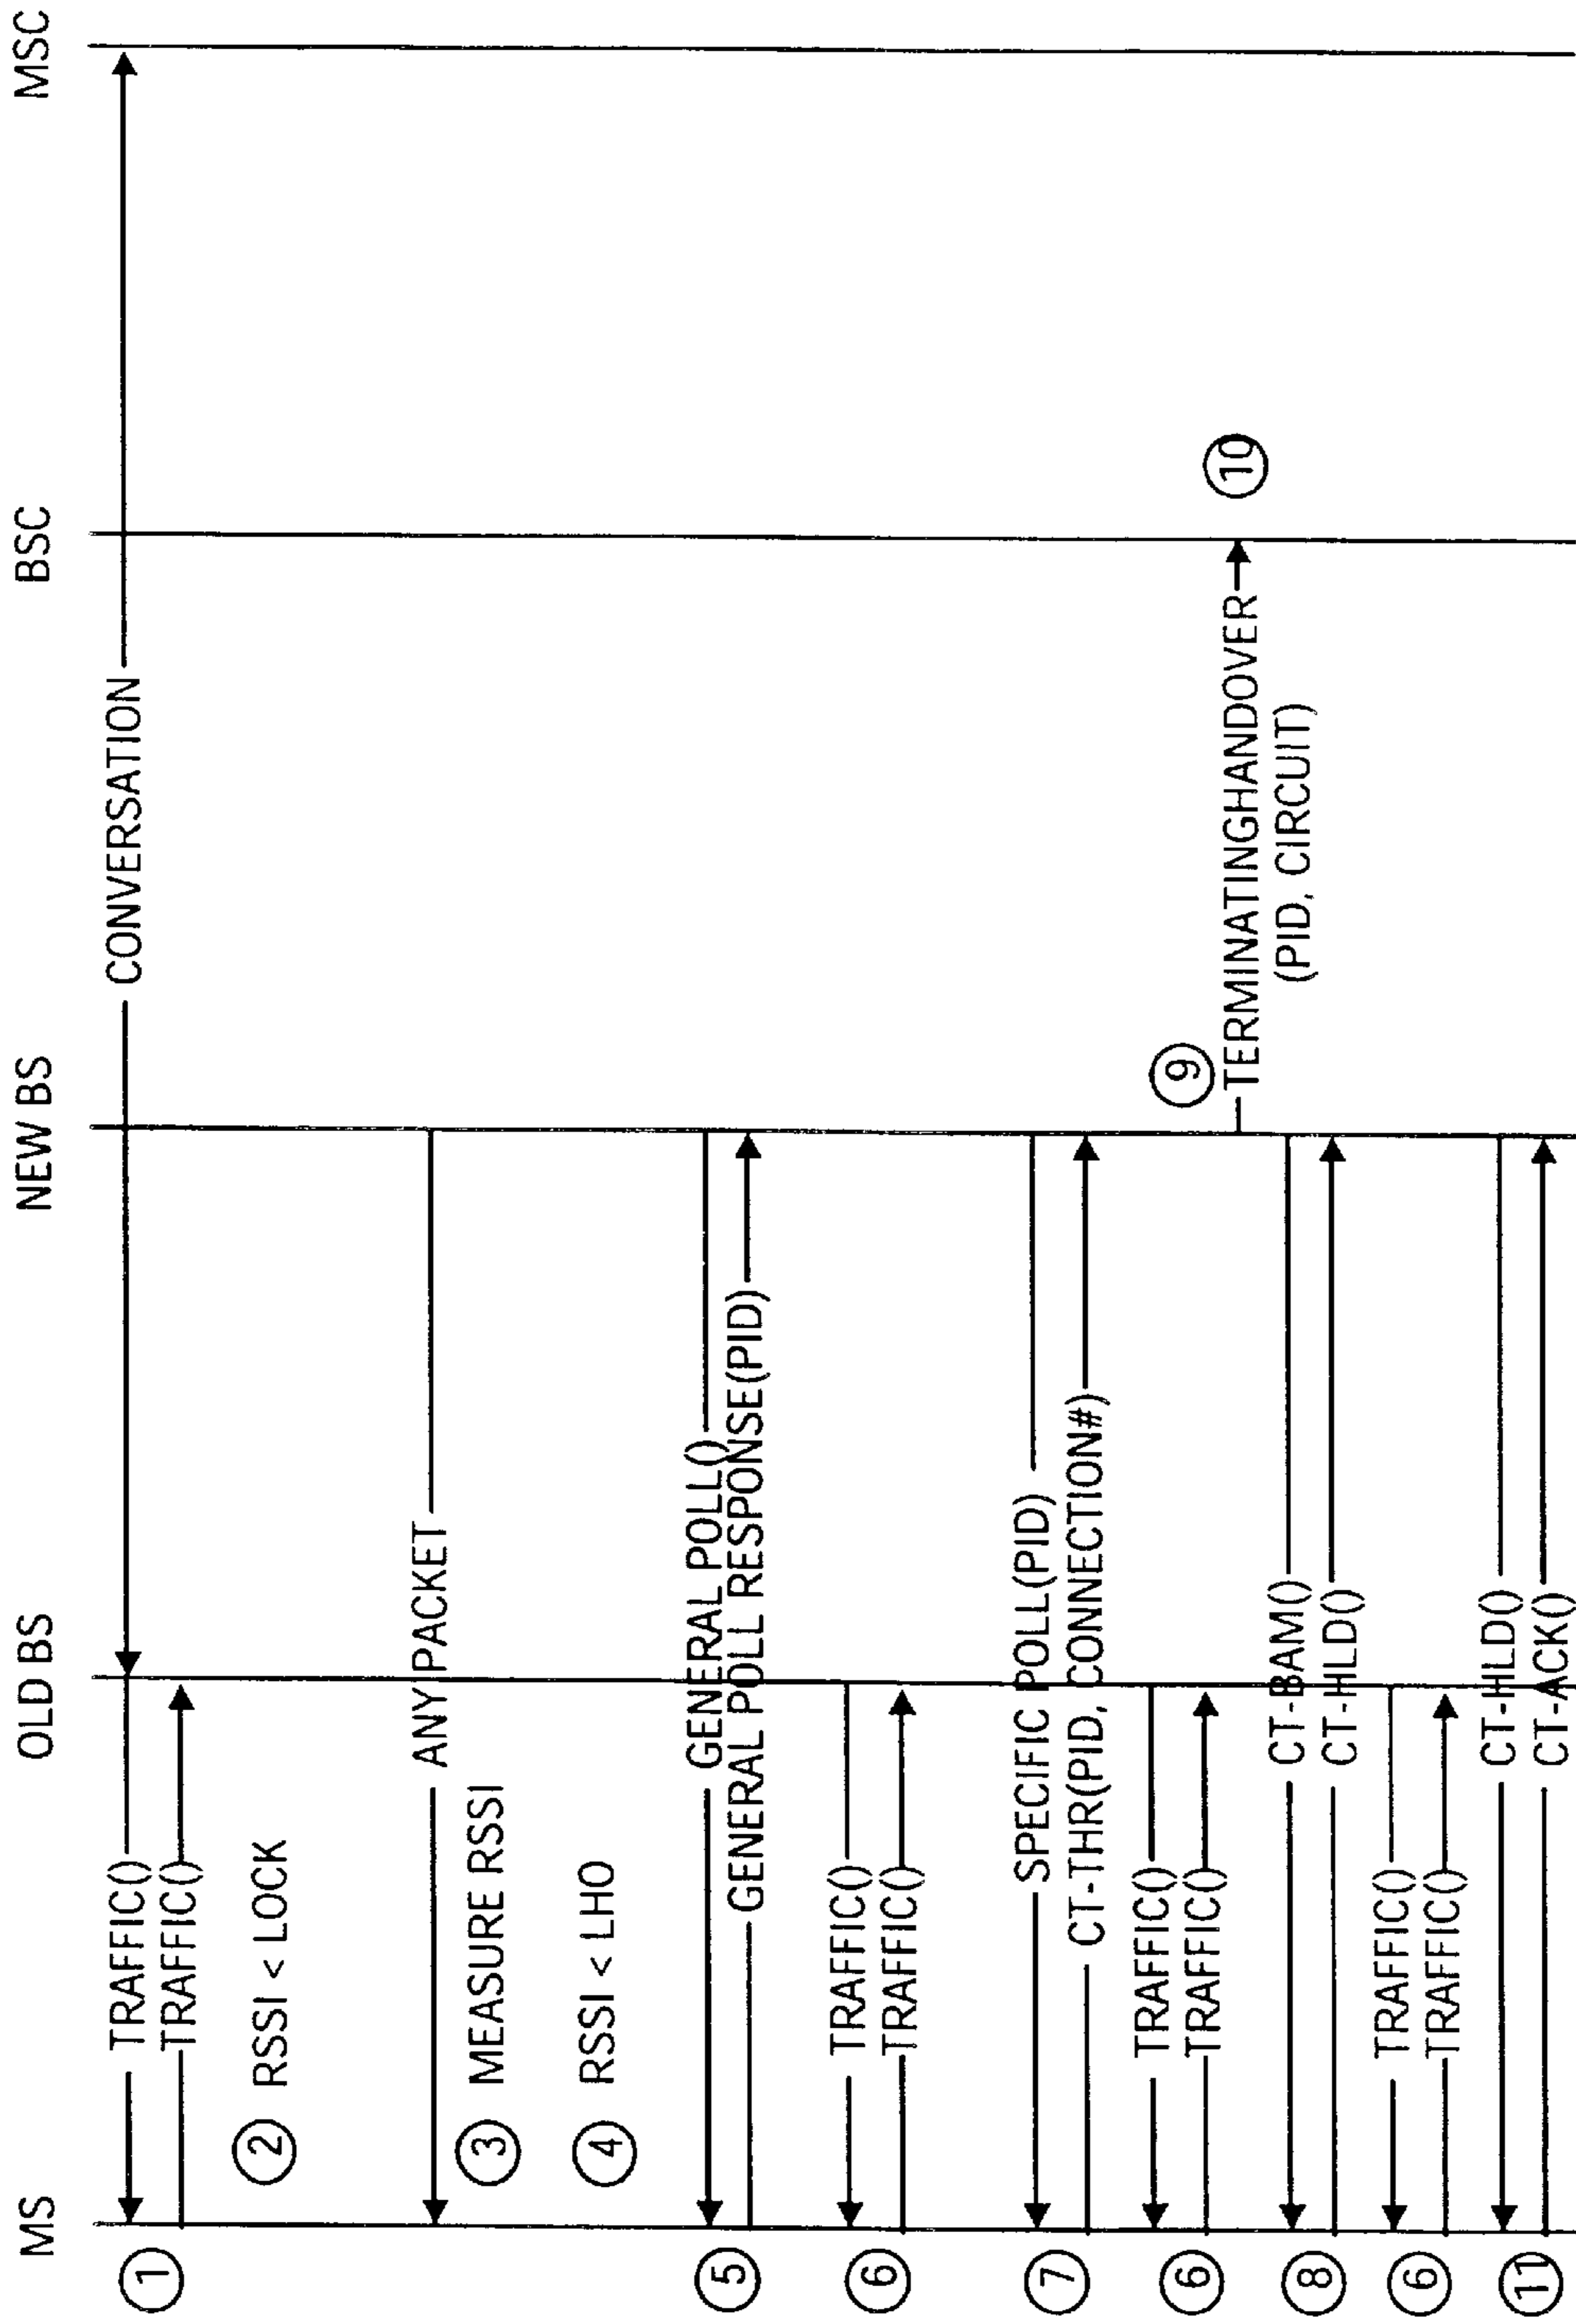 MS
OLD BS
NEW BS
BSC
MSC
1
TRAFFIC()
CONVERSATION
TRAFFIC()
2 RSSI < LOCK
ANY PACKET
3 MEASURE RSSI
4 RSSI < LHO
5
GENERAL POLL()
GENERAL POLL RESPONSE(PID)
6
TRAFFIC()
TRAFFIC()
7
SPECIFIC POLL(PID)
CT-THR(PID, CONNECTION#)
6
TRAFFIC()
TRAFFIC()
9
TERMINATINGHANDOVER
(PID, CIRCUIT)
10
8
CT-BAM()
CT-HLD()
6
TRAFFIC()
TRAFFIC()
11
CT-HLD()
CT-ACK()